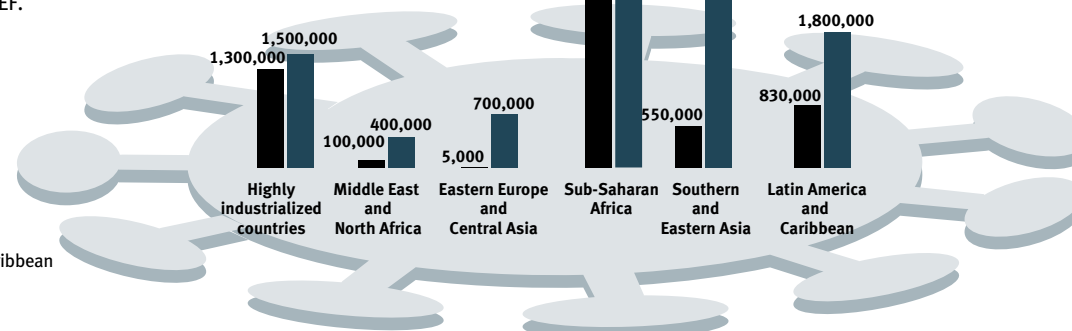 EF.
1,800,000
1,500,000
1,300,000
830,000
700,000
550,000
400,000
100,000
5,000
Highly
industrialized
countries
Middle East
and
North Africa
Eastern Europe
and
Central Asia
Sub-Saharan
Africa
Southern
and
Eastern Asia
Latin America
and
Caribbean
ibbean